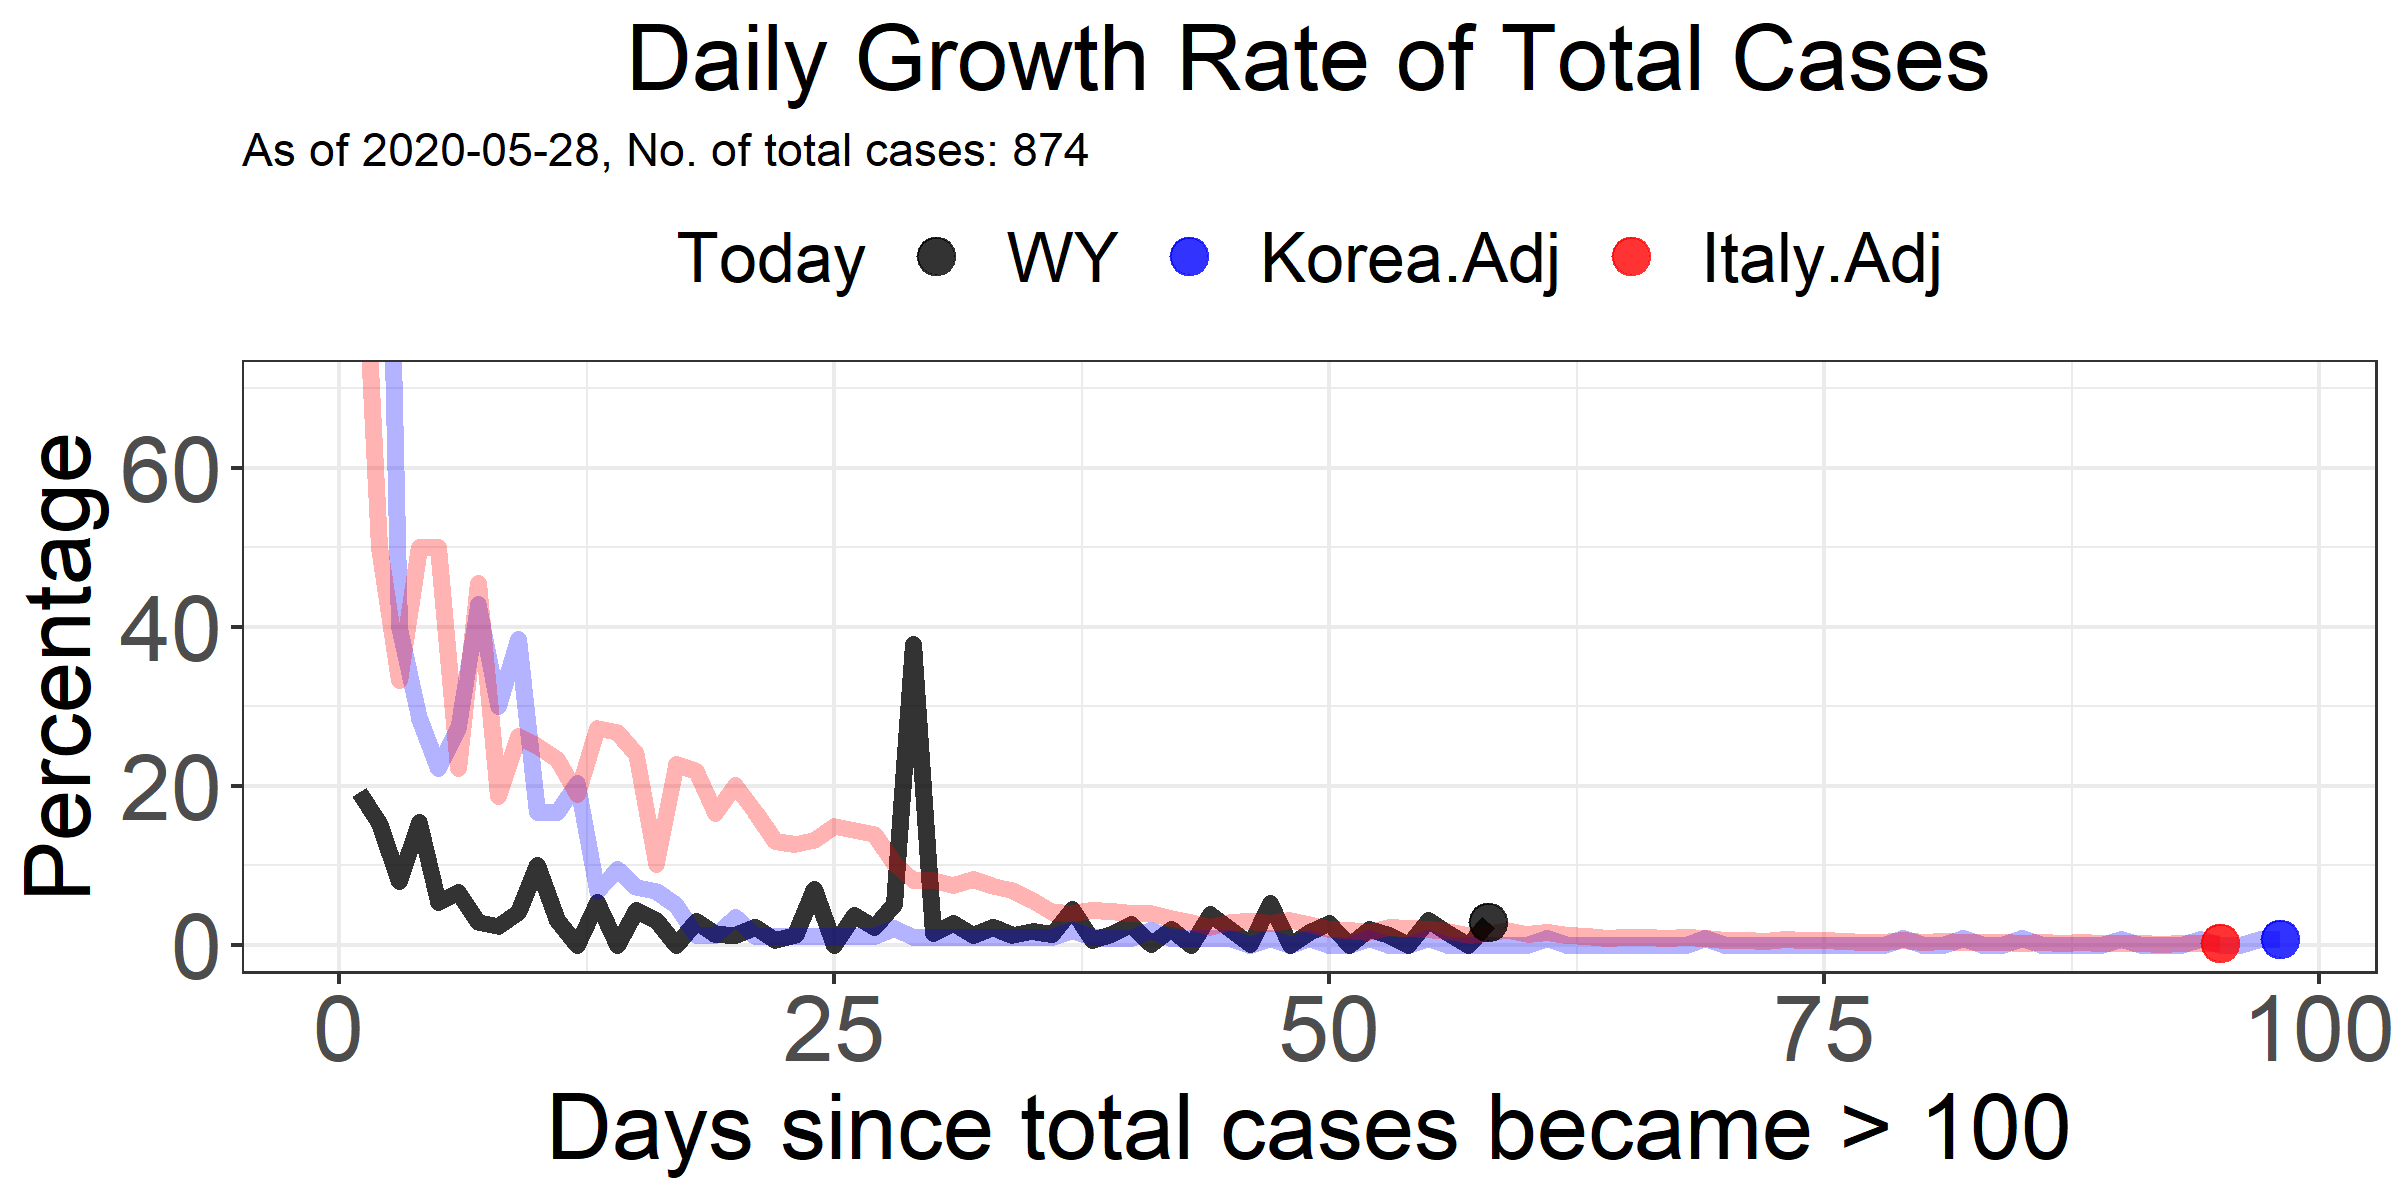 Daily Growth Rate of Total Cases
As of 2020-05-28, No. of total cases: 874
Today WY Korea.Adj Italy.Adj
Percentage
60
40
20
0
0 25 50 75 100
Days since total cases became > 100